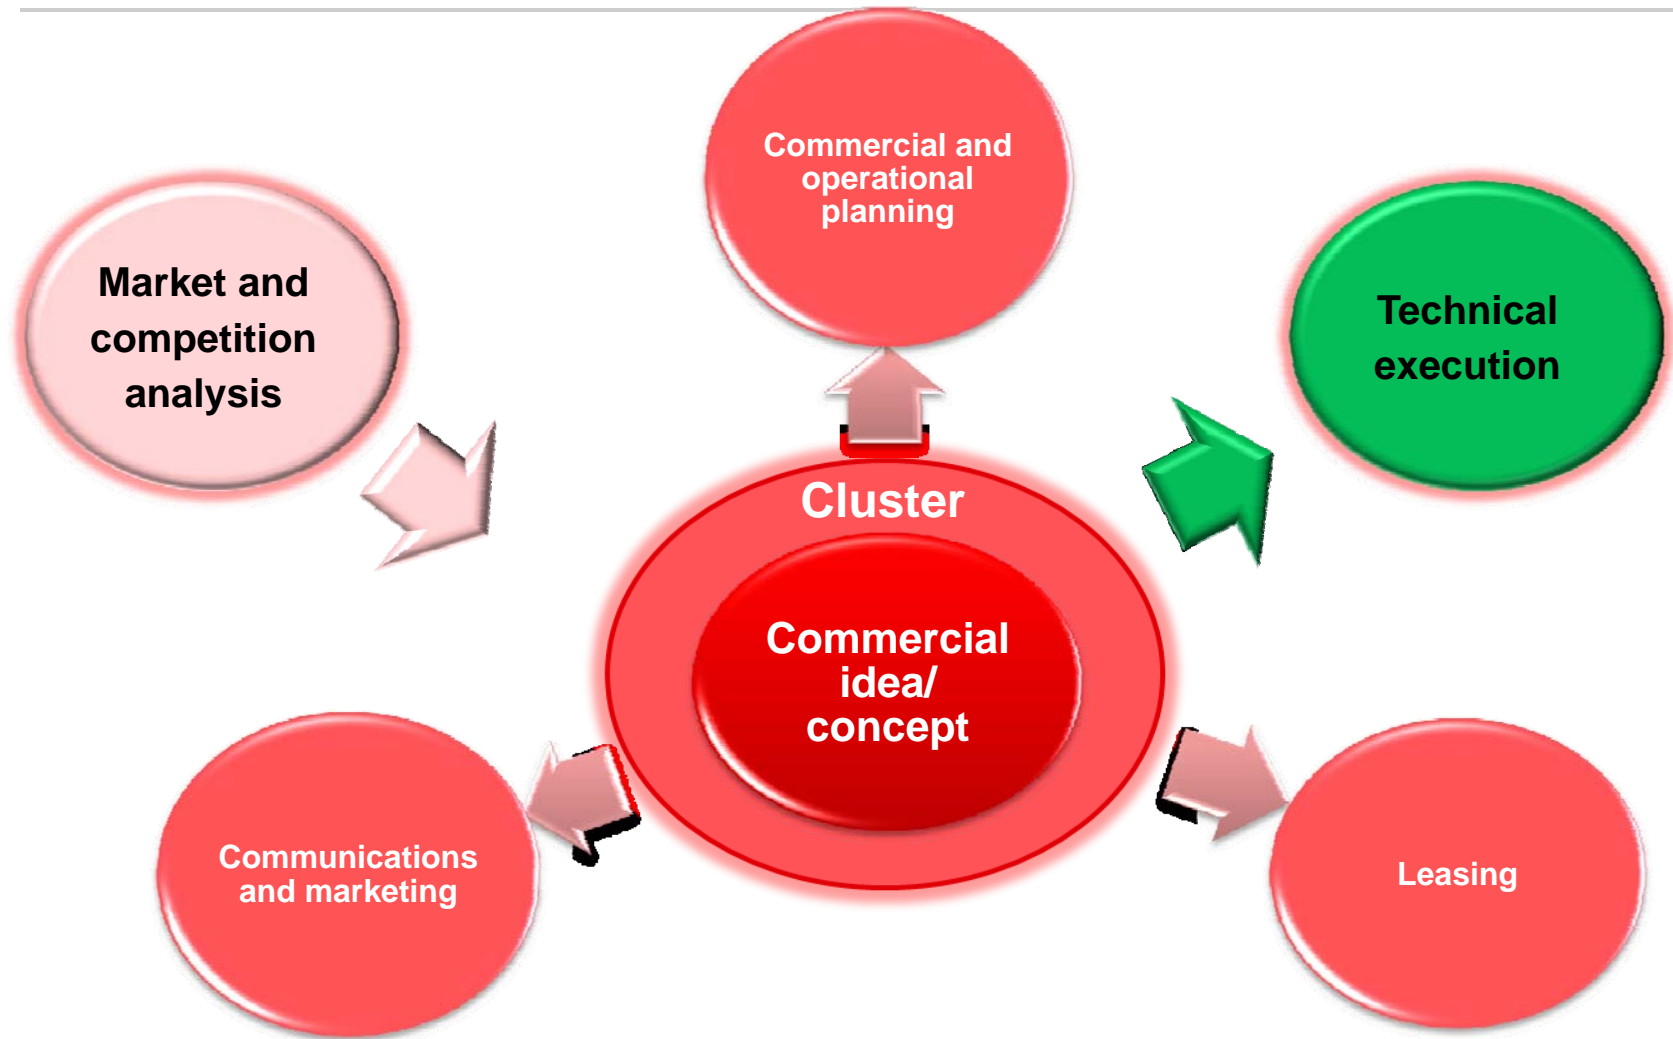 Commercial and
operational
planning
Market and
competition
analysis
Technical
execution
Cluster
Commercial
idea/
concept
Communications
and marketing
Leasing